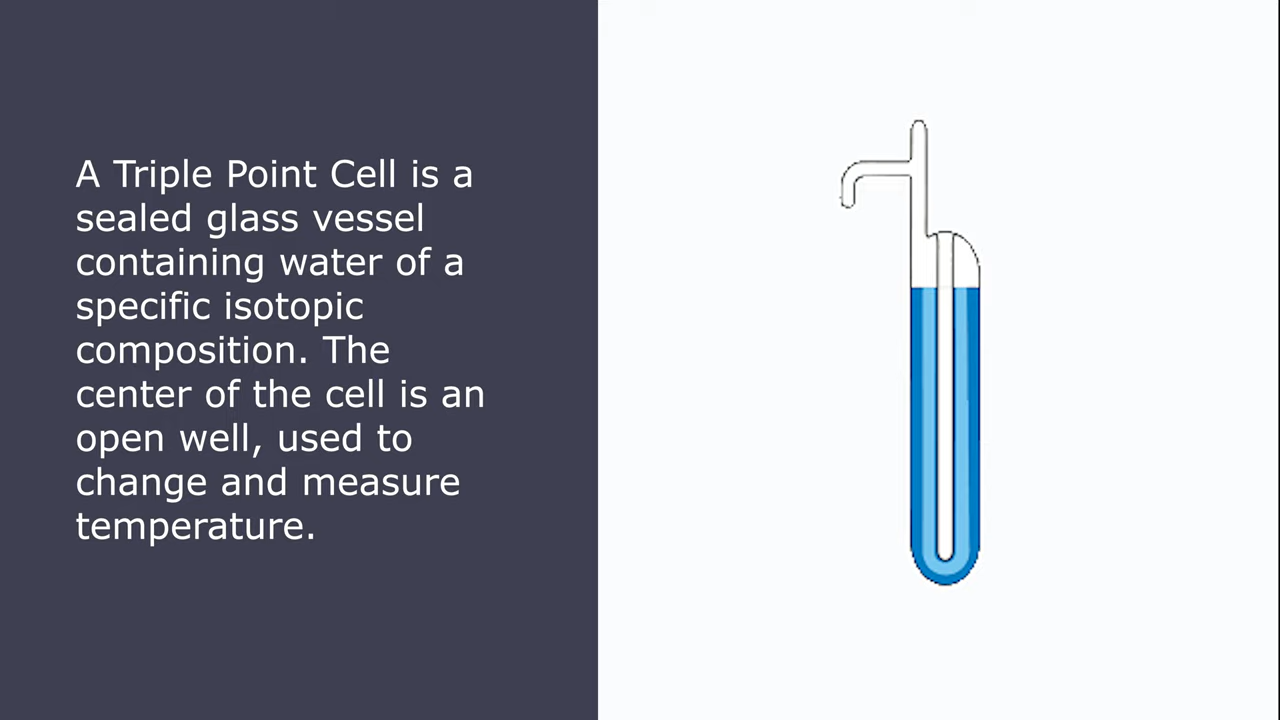 A Triple Point Cell is a
sealed glass vessel
containing water of a
specific isotopic
composition. The
center of the cell is an
open well, used to
change and measure
temperature.